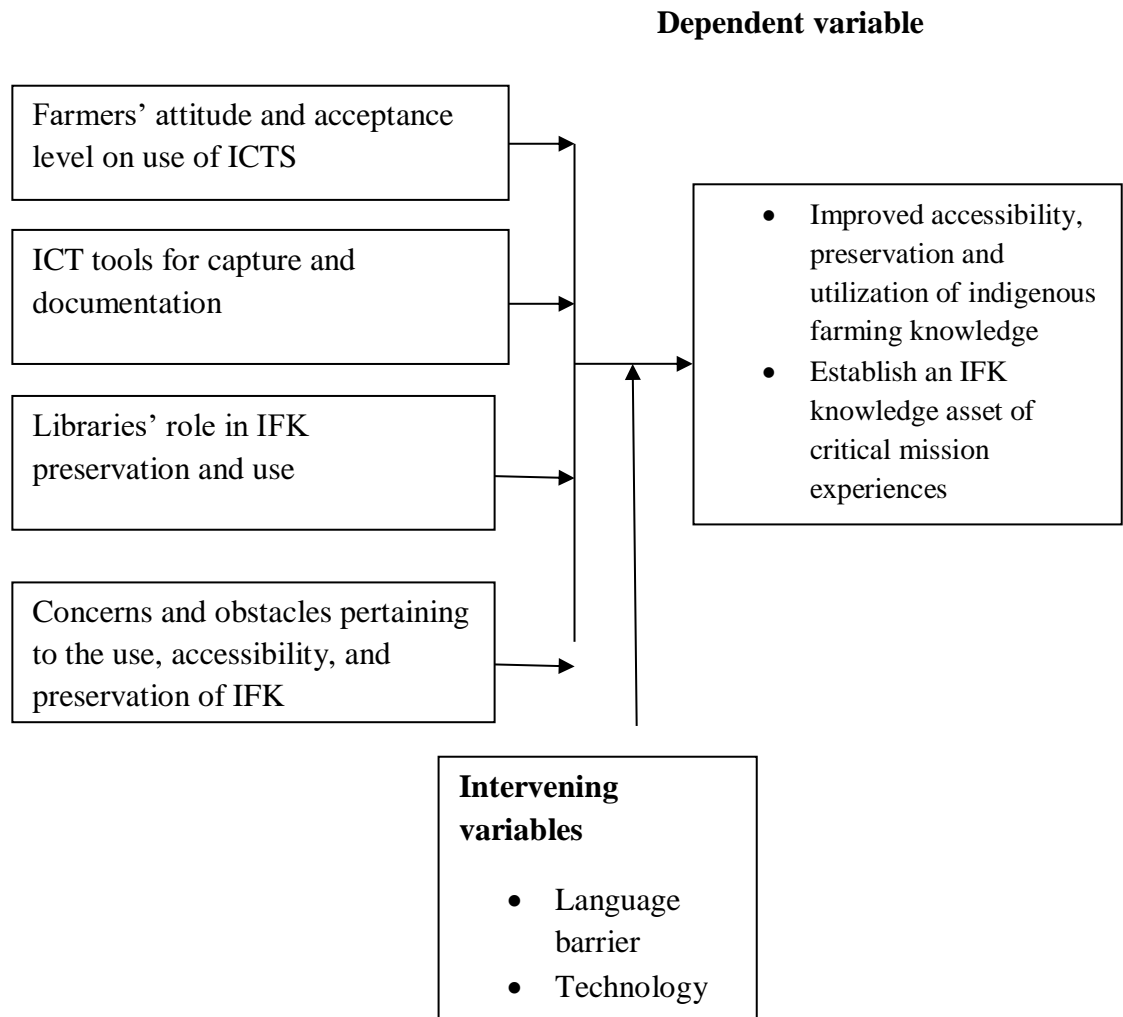 Dependent variable
Farmers’ attitude and acceptance
level on use of ICTS
ICT tools for capture and
documentation
Libraries’ role in IFK
preservation and use
Concerns and obstacles pertaining
to the use, accessibility, and
preservation of IFK
• Improved accessibility,
preservation and
utilization of indigenous
farming knowledge
• Establish an IFK
knowledge asset of
critical mission
experiences
Intervening
variables
• Language
barrier
• Technology